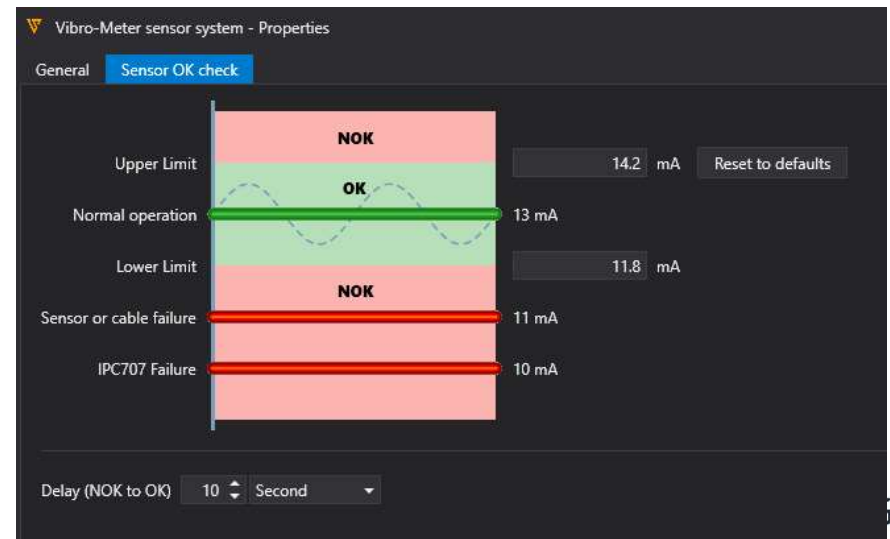 Vibro-Meter sensor system - Properties
General Sensor OK check
NOK
Upper Limit 14.2 mA Reset to defaults
OK
Normal operation 13 mA
Lower Limit 11.8 mA
NOK
Sensor or cable failure 11 mA
IPC707 Failure 10 mA
Delay (NOK to OK) 10 Second